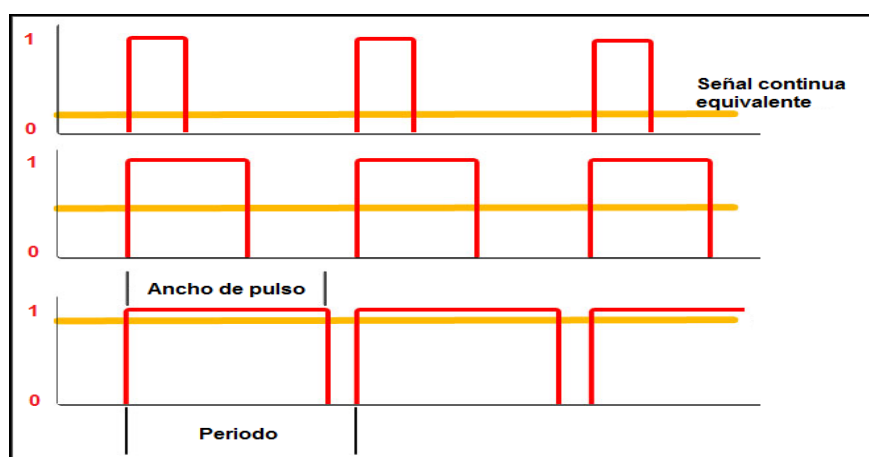 1
Señal continua
equivalente
0
1
0
Ancho de pulso
1
0
Periodo